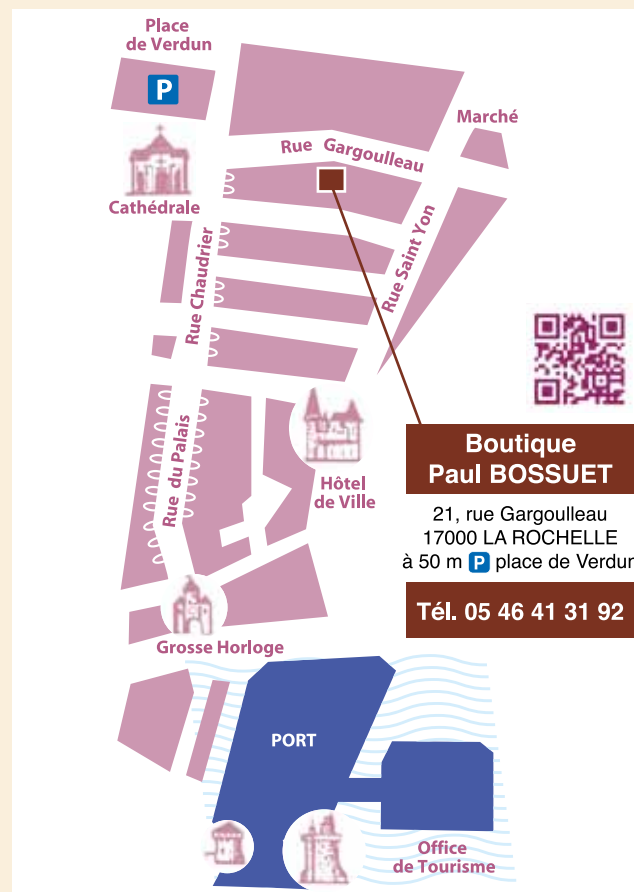 Place
de Verdun
P
Marché
Rue Gargoulleau
Cathédrale
Rue Chaudrier
Rue Saint Yon
Rue du Palais
Hôtel
de Ville
Boutique
Paul BOSSUET
21, rue Gargoulleau
17000 LA ROCHELLE
à 50 m P place de Verdun
Tél. 05 46 41 31 92
Grosse Horloge
PORT
Office
de Tourisme